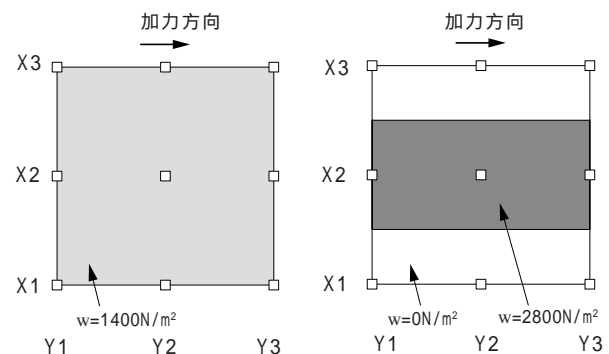 加力方向
X3
X2
X1
w=1400N/m²
Y1 Y2 Y3
加力方向
X3
X2
X1
w=0N/m²
w=2800N/m²
Y1 Y2 Y3